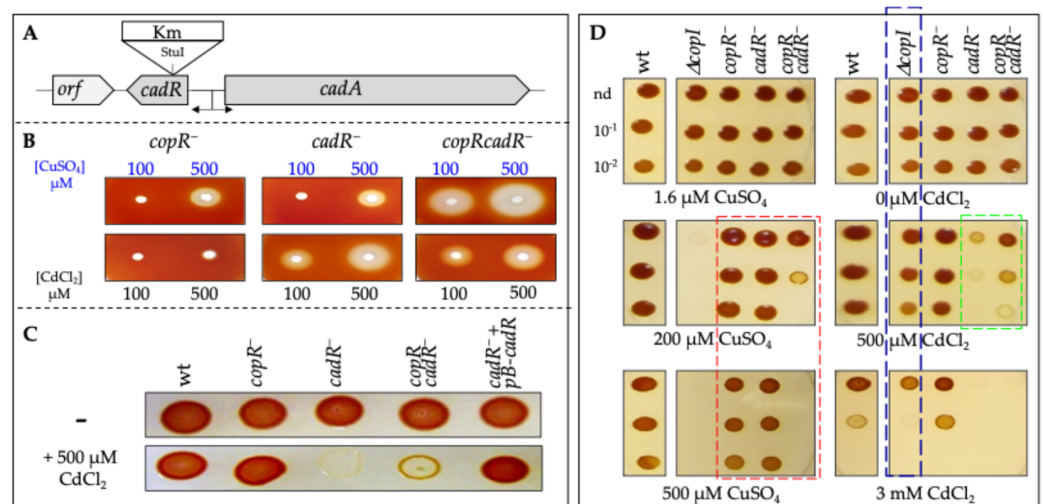 A
Km
StuI
orf
cadR
cadA
B
copR⁻
cadR⁻
copRcadR⁻
[CuSO₄]
µM
100 500
100 500
100 500
[CdCl₂]
µM
100 500
100 500
100 500
C
wt
copR⁻
cadR⁻
copR
cadR⁻
cadR⁻+
pB-cadR
-
+ 500 µM
CdCl₂
D
wt
ΔcopI
copR⁻
cadR⁻
copR
cadR⁻
wt
ΔcopI
copR⁻
cadR⁻
copR
cadR⁻
nd
10⁻¹
10⁻²
1.6 µM CuSO₄
0 µM CdCl₂
200 µM CuSO₄
500 µM CdCl₂
500 µM CuSO₄
3 mM CdCl₂